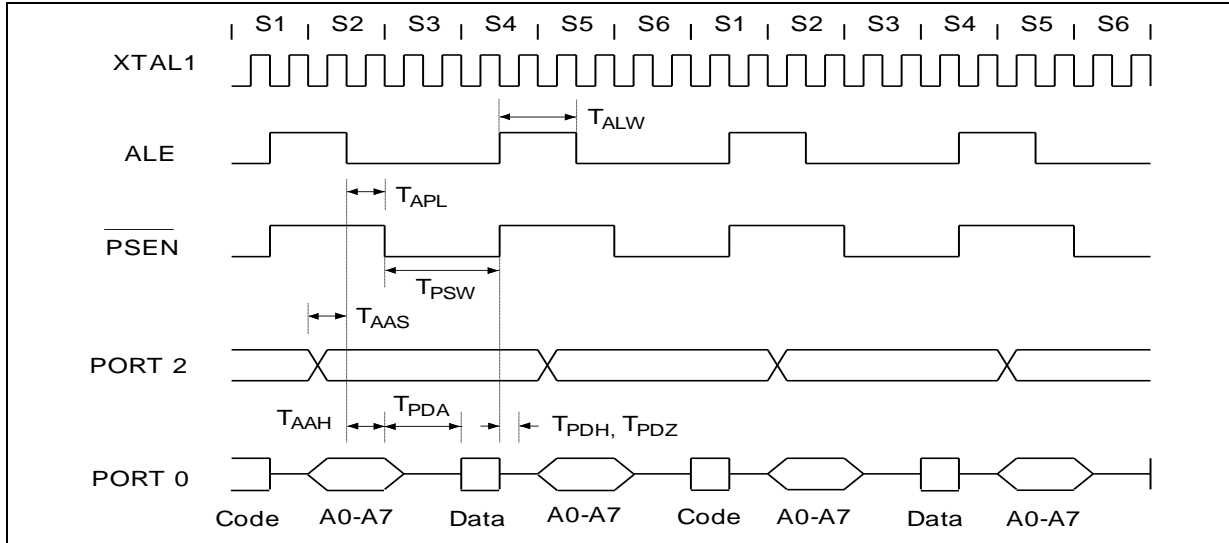 S1 S2 S3 S4 S5 S6 S1 S2 S3 S4 S5 S6
XTAL1
TALW
ALE
TAPL
PSEN
TPSW
TAAS
PORT 2
TAAH TPDA TPDH, TPDZ
PORT 0
Code A0-A7 Data A0-A7 Code A0-A7 Data A0-A7